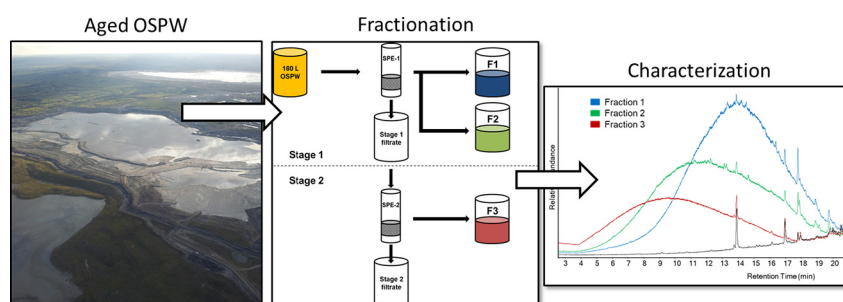 Aged OSPW
Fractionation
Characterization
180 L
OSPW
SPE-1
F1
F2
Stage 1
filtrate
Stage 1
Stage 2
SPE-2
F3
Stage 2
filtrate
Fraction 1
Fraction 2
Fraction 3
3 4 5 6 7 8 9 10 11 12 13 14 15 16 17 18 19 20
Retention Time (min)